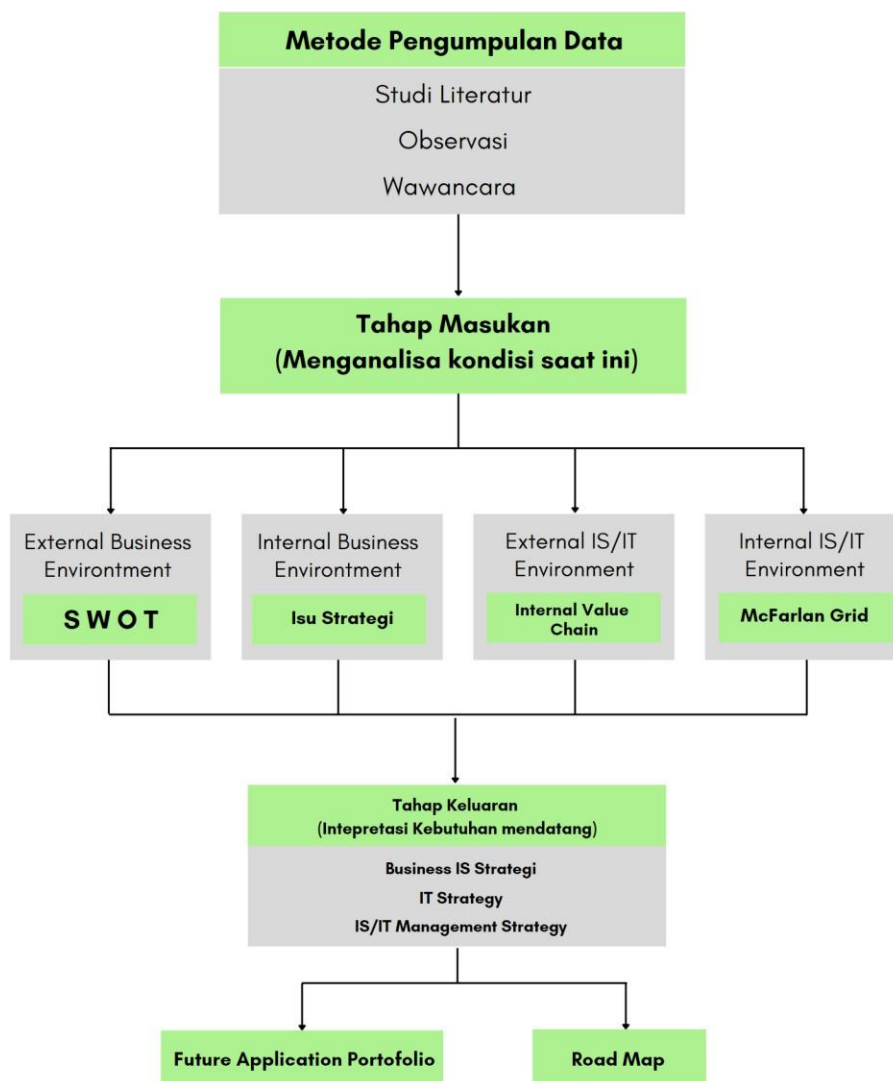 Metode Pengumpulan Data
Studi Literatur
Observasi
Wawancara
Tahap Masukan
(Menganalisa kondisi saat ini)
External Business
Environtment
S W O T
Internal Business
Environtment
Isu Strategi
External IS/IT
Environment
Internal Value
Chain
Internal IS/IT
Environment
McFarlan Grid
Tahap Keluaran
(Intepretasi Kebutuhan mendatang)
Business IS Strategi
IT Strategy
IS/IT Management Strategy
Future Application Portofolio
Road Map